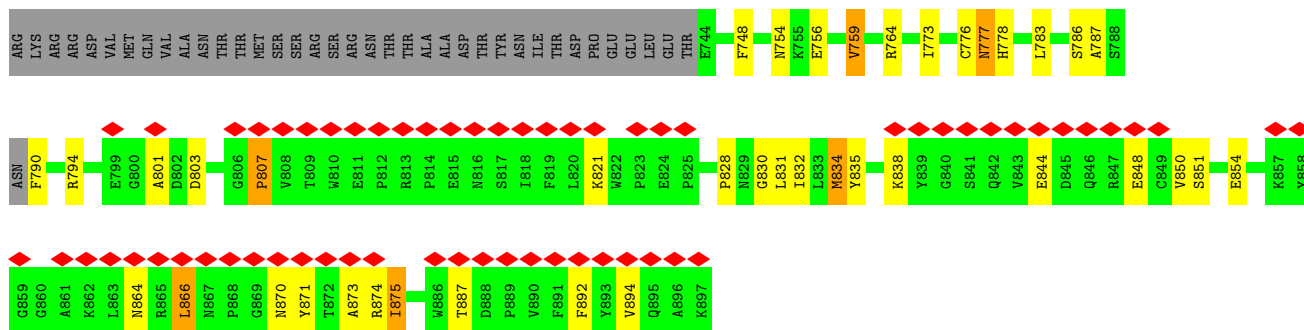 ARG LYS ARG ARG ASP VAL MET GLN VAL ALA ASN THR THR MET SER SER ARG SER ARG ASN THR THR ALA ALA ASP THR TYR ASN ILE THR ASP PRO GLU GLU LEU GLU THR E744 F748 N754 K755 E756 V759 R764 I773 C776 N777 H778 L783 S786 A787 S788
ASN F790 R794 E799 G800 A801 D802 D803 G806 P807 V808 T809 W810 E811 P812 R813 P814 E815 N816 S817 I818 F819 L820 K821 W822 P823 E824 P825 P828 N829 G830 L831 I832 L833 M834 Y835 K838 Y839 G840 S841 Q842 V843 E844 D845 Q846 R847 E848 C849 V850 S851 E854 K857 Y858
G859 G860 A861 K862 L863 N864 R865 L866 N867 P868 G869 N870 Y871 T872 A873 R874 I875 W886 T887 D888 P889 V890 F891 F892 Y893 V894 Q895 A896 K897